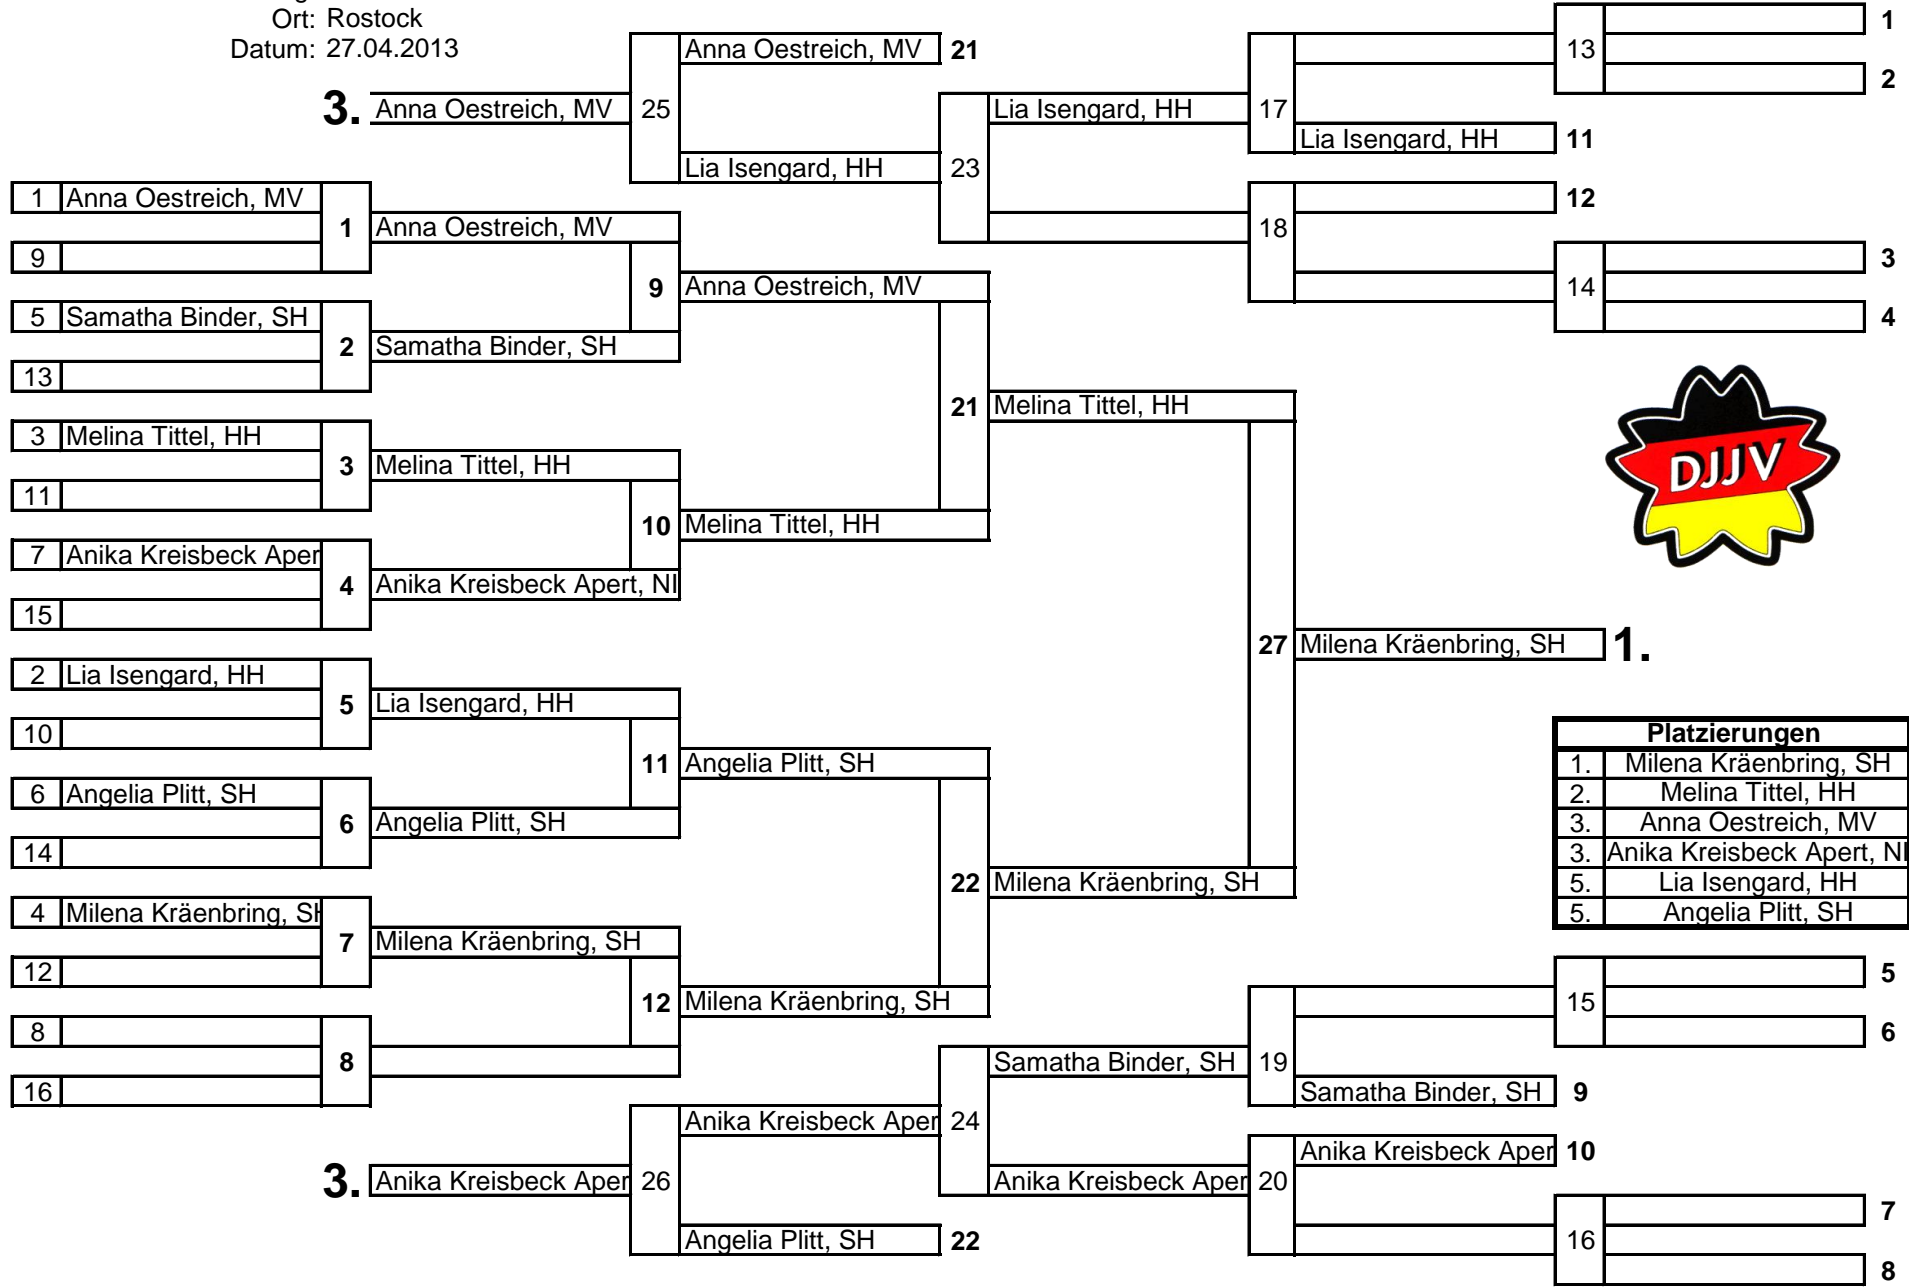 Ort: Rostock
Datum: 27.04.2013
Anna Oestreich, MV 21
3. Anna Oestreich, MV 25
Lia Isengard, HH 23
Lia Isengard, HH 17
Lia Isengard, HH 11
13 1
2
12
18
14 3
4
1 Anna Oestreich, MV
9
1 Anna Oestreich, MV
5 Samatha Binder, SH
13
2 Samatha Binder, SH
9 Anna Oestreich, MV
3 Melina Tittel, HH
11
3 Melina Tittel, HH
7 Anika Kreisbeck Aper
15
4 Anika Kreisbeck Apert, NI
10 Melina Tittel, HH
21 Melina Tittel, HH
DJJV
2 Lia Isengard, HH
10
5 Lia Isengard, HH
6 Angelia Plitt, SH
14
6 Angelia Plitt, SH
11 Angelia Plitt, SH
4 Milena Kräenbring, SH
12
7 Milena Kräenbring, SH
8
16
8
12 Milena Kräenbring, SH
22 Milena Kräenbring, SH
27 Milena Kräenbring, SH 1.
Platzierungen
1. Milena Kräenbring, SH
2. Melina Tittel, HH
3. Anna Oestreich, MV
3. Anika Kreisbeck Apert, NI
5. Lia Isengard, HH
5. Angelia Plitt, SH
15 5
6
Samatha Binder, SH 19
Samatha Binder, SH 9
Anika Kreisbeck Aper 24
Anika Kreisbeck Aper 10
3. Anika Kreisbeck Aper 26
Anika Kreisbeck Aper 20
Angelia Plitt, SH 22
16 7
8